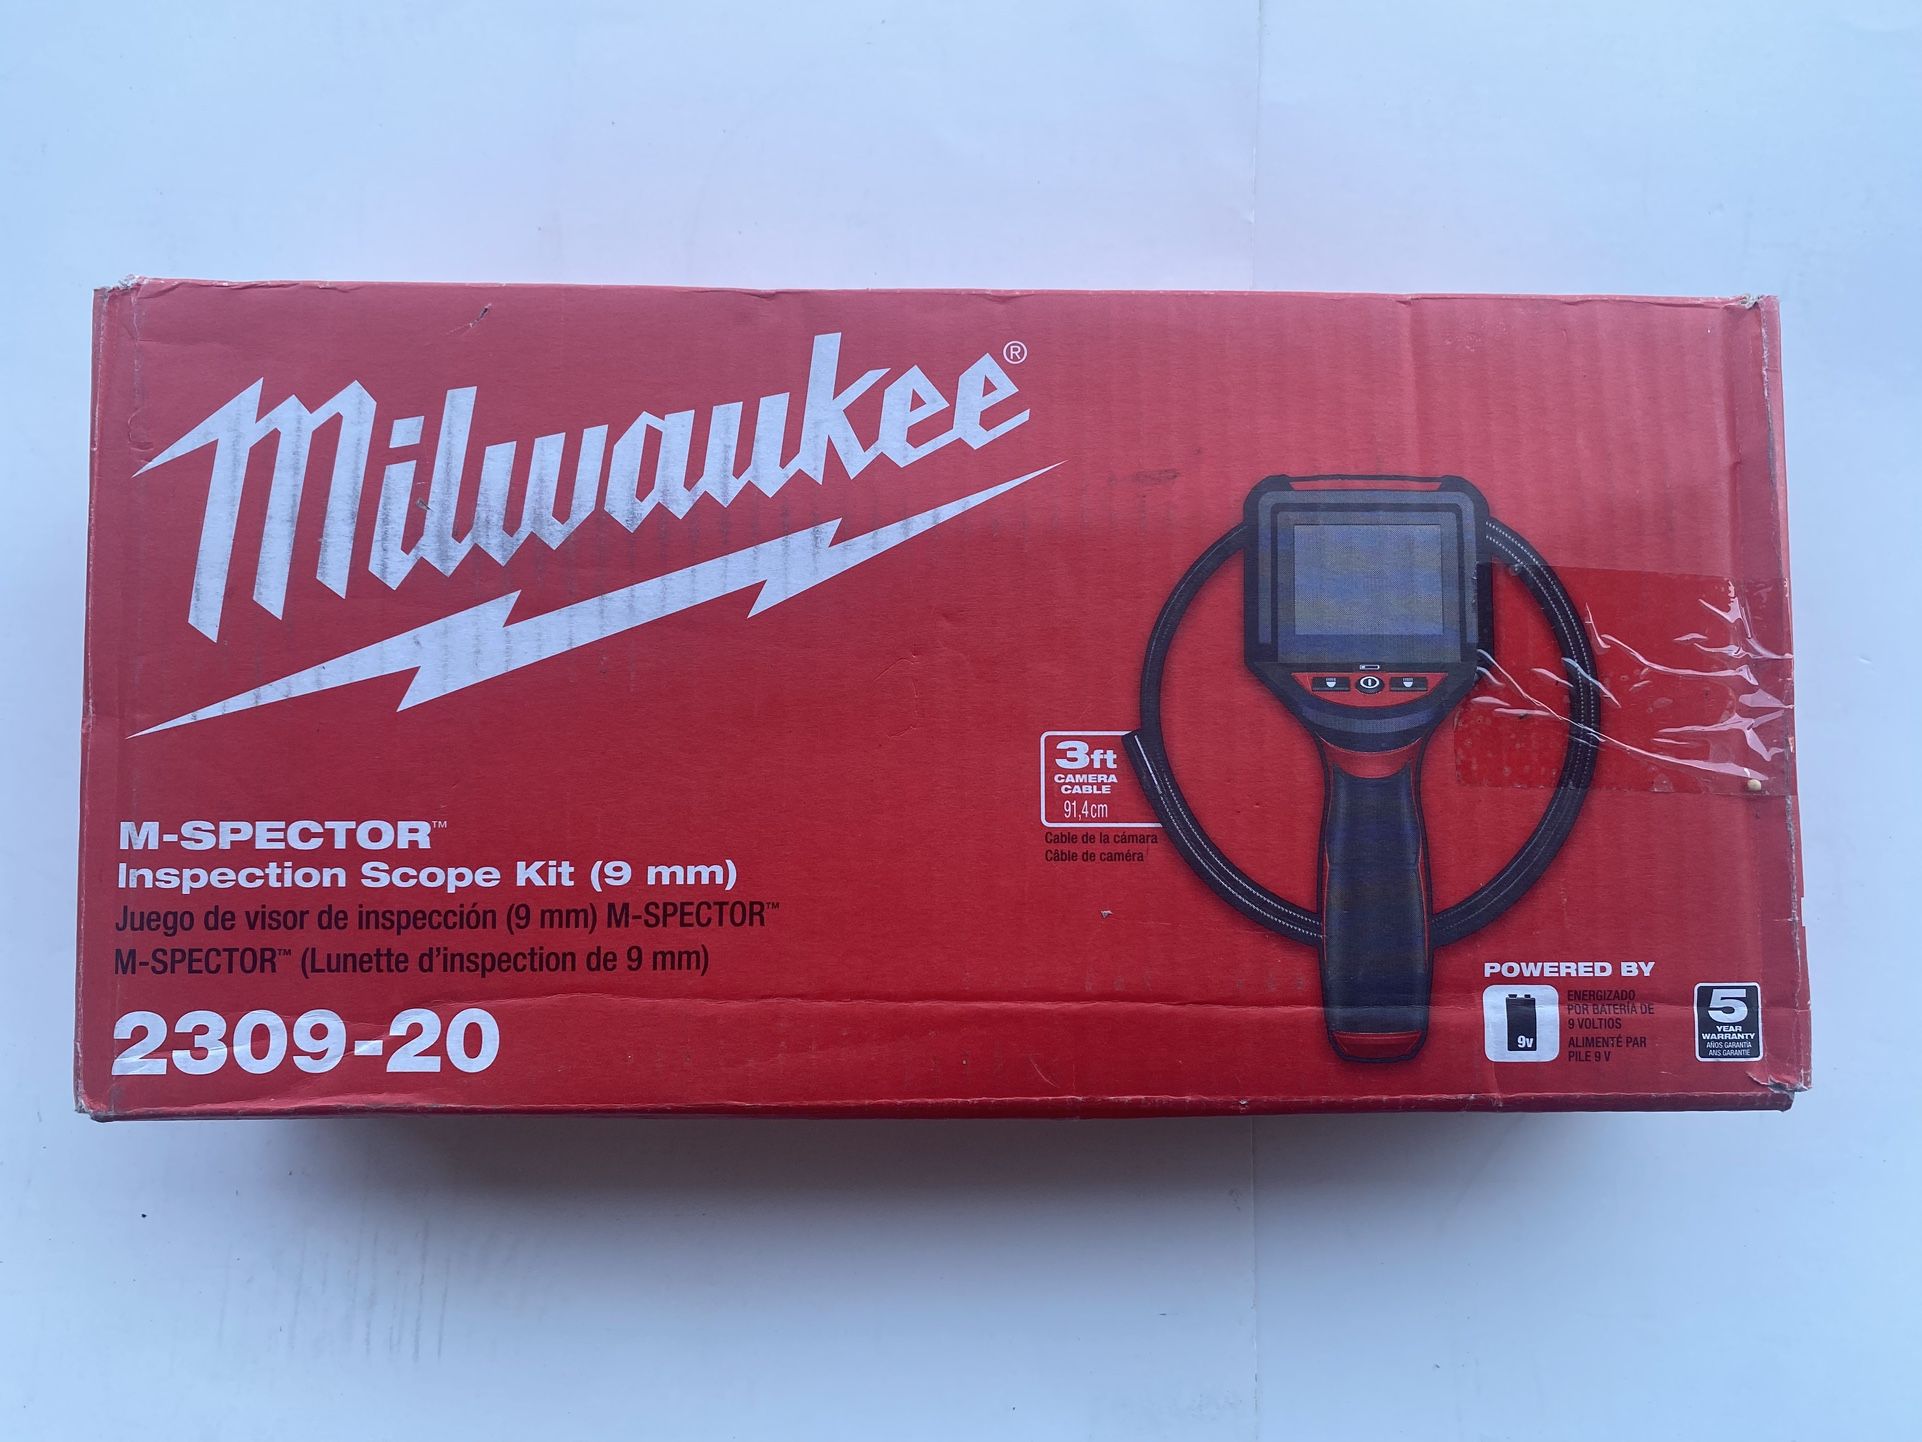 Milwaukee®
M-SPECTOR™
Inspection Scope Kit (9 mm)
Juego de visor de inspección (9 mm) M-SPECTOR™
M-SPECTOR™ (Lunette d'inspection de 9 mm)
2309-20
3ft
CAMERA
CABLE
91,4cm
Cable de la cámara
Câble de caméra
POWERED BY
9v
ENERGIZADO
POR BATERÍA DE
9 VOLTIOS
ALIMENTÉ PAR
PILE 9 V
5
YEAR
WARRANTY
AÑOS GARANTÍA
ANS GARANTIE